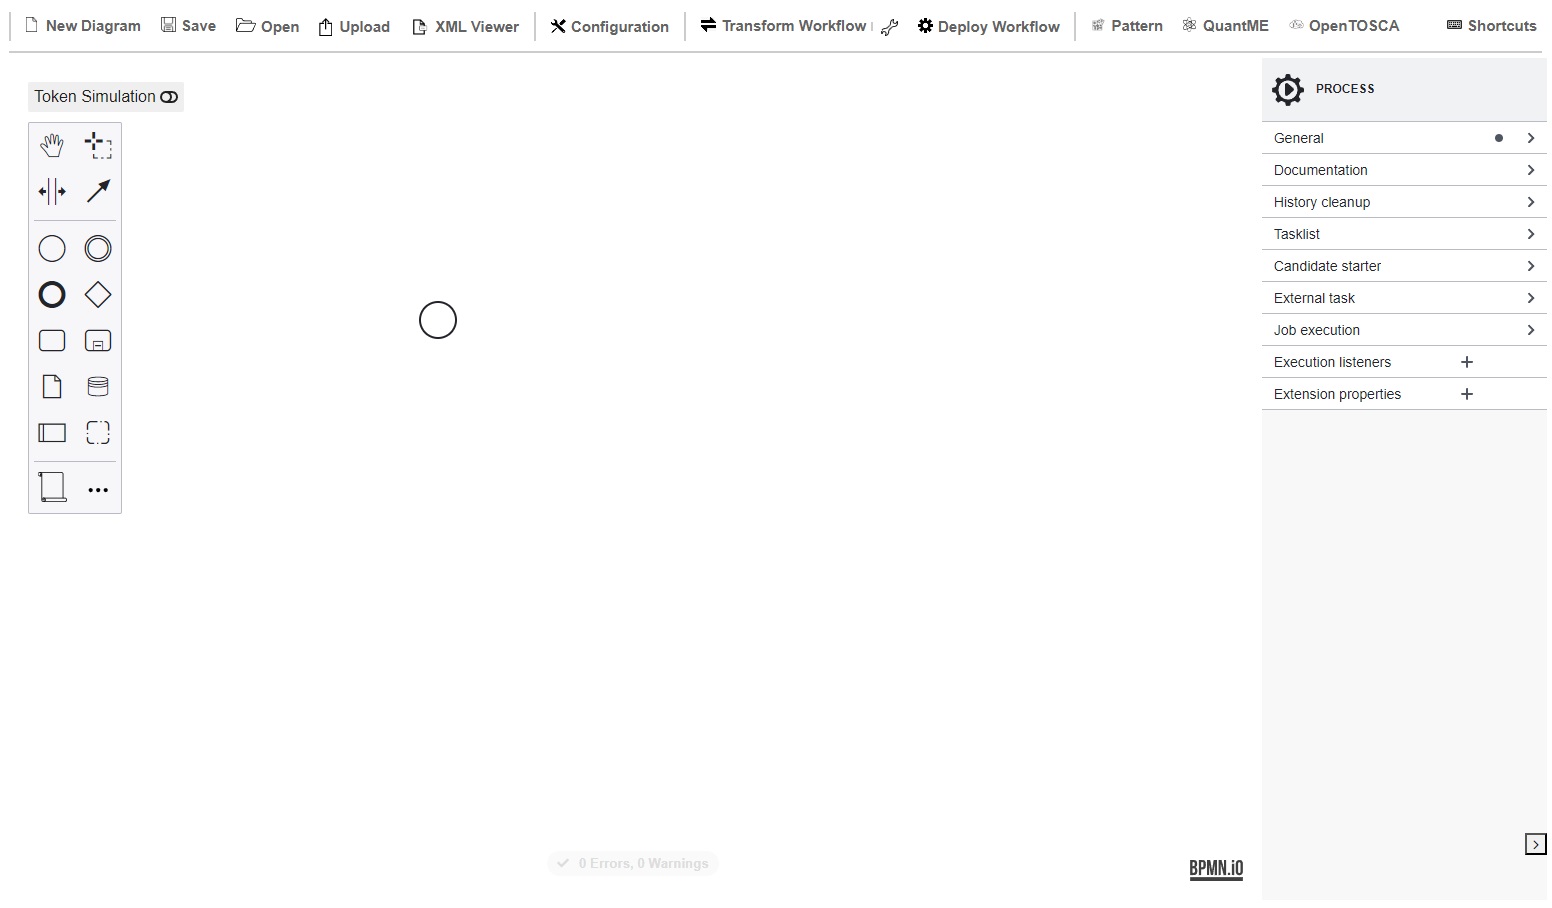 New Diagram Save Open Upload XML Viewer Configuration Transform Workflow Deploy Workflow Pattern QuantME OpenTOSCA Shortcuts
Token Simulation
PROCESS
General
Documentation
History cleanup
Tasklist
Candidate starter
External task
Job execution
Execution listeners
Extension properties
0 Errors, 0 Warnings
BPMN.iO